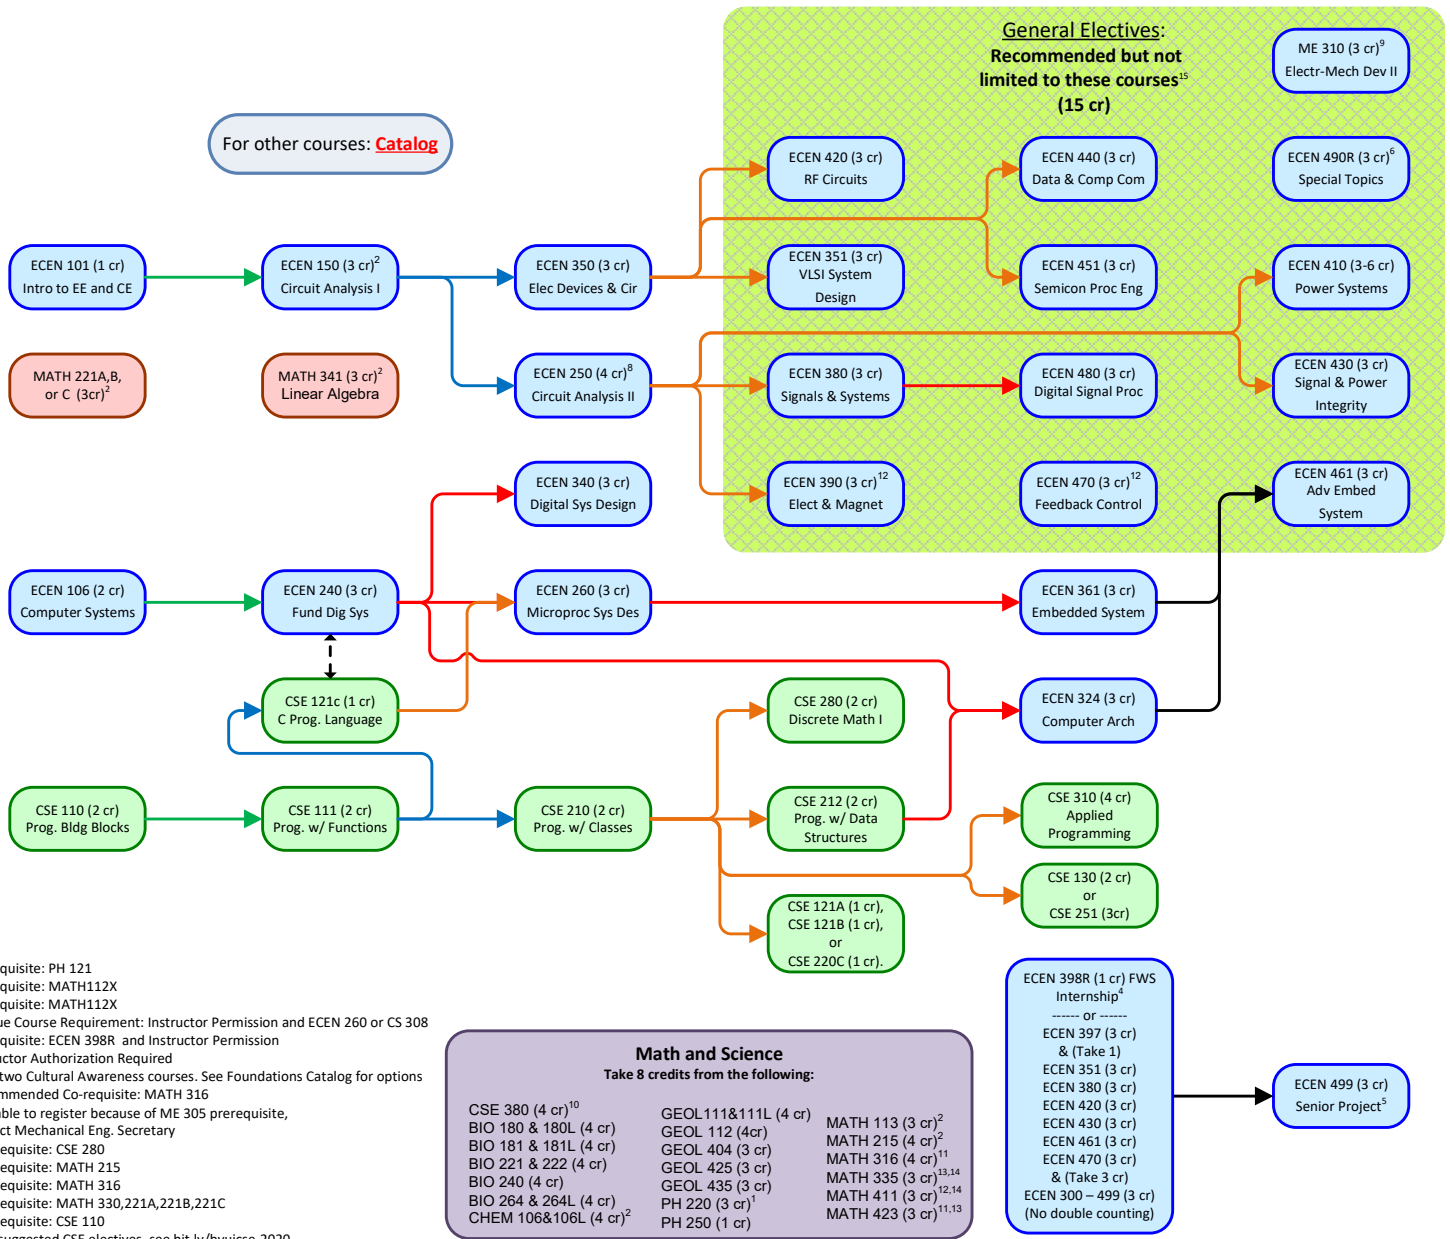 General Electives:
Recommended but not
limited to these courses15
(15 cr)
ME 310 (3 cr)9
Electr-Mech Dev II
For other courses: Catalog
ECEN 420 (3 cr)
RF Circuits
ECEN 440 (3 cr)
Data & Comp Com
ECEN 490R (3 cr)6
Special Topics
ECEN 101 (1 cr)
Intro to EE and CE
ECEN 150 (3 cr)2
Circuit Analysis I
ECEN 350 (3 cr)
Elec Devices & Cir
ECEN 351 (3 cr)
VLSI System
Design
ECEN 451 (3 cr)
Semicon Proc Eng
ECEN 410 (3-6 cr)
Power Systems
MATH 221A,B,
or C (3cr)2
MATH 341 (3 cr)2
Linear Algebra
ECEN 250 (4 cr)8
Circuit Analysis II
ECEN 380 (3 cr)
Signals & Systems
ECEN 480 (3 cr)
Digital Signal Proc
ECEN 430 (3 cr)
Signal & Power
Integrity
ECEN 340 (3 cr)
Digital Sys Design
ECEN 390 (3 cr)12
Elect & Magnet
ECEN 470 (3 cr)12
Feedback Control
ECEN 461 (3 cr)
Adv Embed
System
ECEN 106 (2 cr)
Computer Systems
ECEN 240 (3 cr)
Fund Dig Sys
ECEN 260 (3 cr)
Microproc Sys Des
ECEN 361 (3 cr)
Embedded System
CSE 121c (1 cr)
C Prog. Language
CSE 280 (2 cr)
Discrete Math I
ECEN 324 (3 cr)
Computer Arch
CSE 110 (2 cr)
Prog. Bldg Blocks
CSE 111 (2 cr)
Prog. w/ Functions
CSE 210 (2 cr)
Prog. w/ Classes
CSE 212 (2 cr)
Prog. w/ Data
Structures
CSE 310 (4 cr)
Applied
Programming
CSE 130 (2 cr)
or
CSE 251 (3cr)
CSE 121A (1 cr),
CSE 121B (1 cr),
or
CSE 220C (1 cr).
equisite: PH 121
equisite: MATH112X
equisite: MATH112X
ue Course Requirement: Instructor Permission and ECEN 260 or CS 308
equisite: ECEN 398R and Instructor Permission
uctor Authorization Required
two Cultural Awareness courses. See Foundations Catalog for options
mmended Co-requisite: MATH 316
able to register because of ME 305 prerequisite,
ct Mechanical Eng. Secretary
equisite: CSE 280
equisite: MATH 215
equisite: MATH 316
equisite: MATH 330,221A,221B,221C
equisite: CSE 110
Math and Science
Take 8 credits from the following:
CSE 380 (4 cr)10
BIO 180 & 180L (4 cr)
BIO 181 & 181L (4 cr)
BIO 221 & 222 (4 cr)
BIO 240 (4 cr)
BIO 264 & 264L (4 cr)
CHEM 106&106L (4 cr)2
GEOL111&111L (4 cr)
GEOL 112 (4cr)
GEOL 404 (3 cr)
GEOL 425 (3 cr)
GEOL 435 (3 cr)
PH 220 (3 cr)1
PH 250 (1 cr)
MATH 113 (3 cr)2
MATH 215 (4 cr)2
MATH 316 (4 cr)11
MATH 335 (3 cr)13,14
MATH 411 (3 cr)12,14
MATH 423 (3 cr)11,13
ECEN 398R (1 cr) FWS
Internship4
------ or ------
ECEN 397 (3 cr)
& (Take 1)
ECEN 351 (3 cr)
ECEN 380 (3 cr)
ECEN 420 (3 cr)
ECEN 430 (3 cr)
ECEN 461 (3 cr)
ECEN 470 (3 cr)
& (Take 3 cr)
ECEN 300 – 499 (3 cr)
(No double counting)
ECEN 499 (3 cr)
Senior Project5